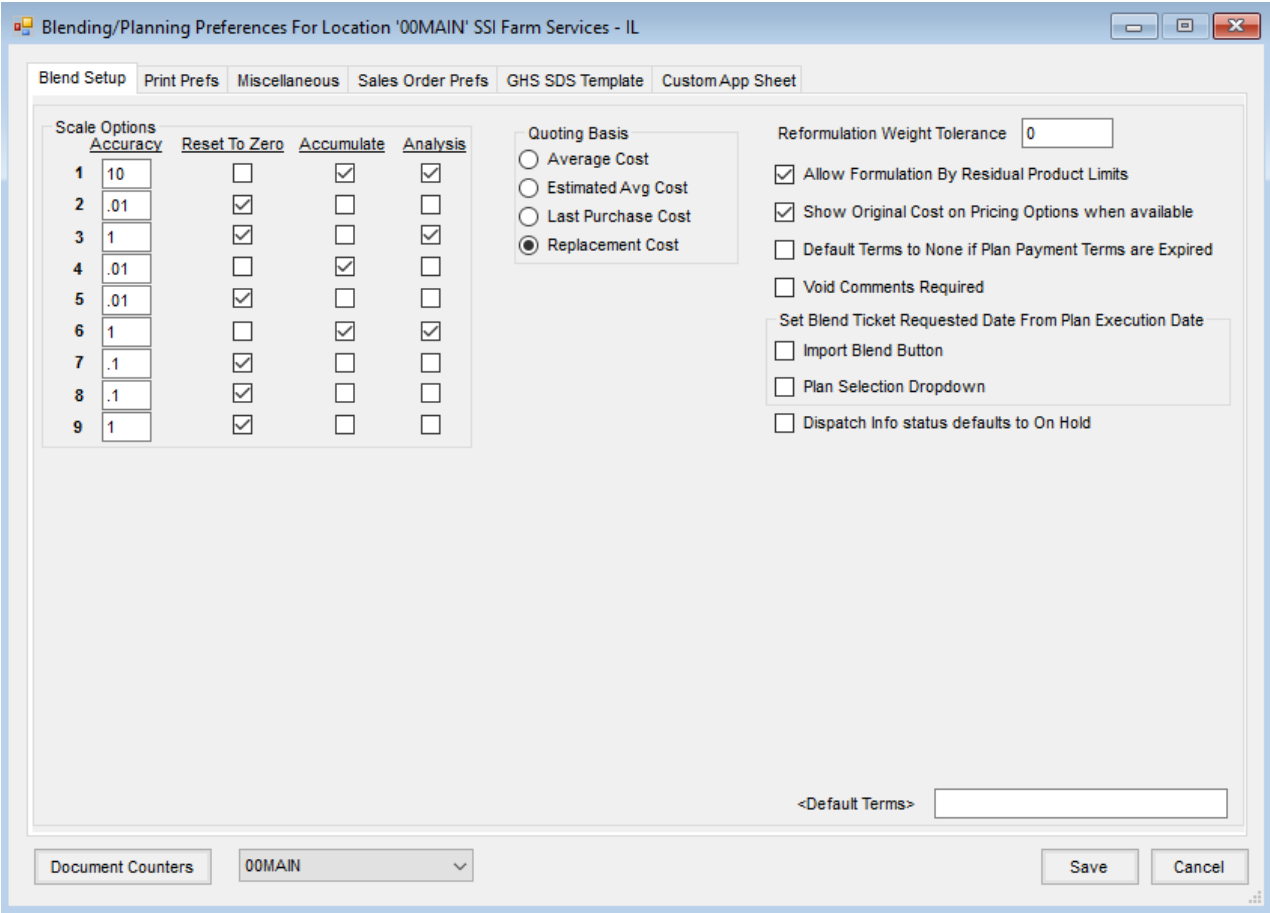 Blending/Planning Preferences For Location '00MAIN' SSI Farm Services - IL
Blend Setup Print Prefs Miscellaneous Sales Order Prefs GHS SDS Template Custom App Sheet
Scale Options
Accuracy Reset To Zero Accumulate Analysis
1 10
2 .01
3 1
4 .01
5 .01
6 1
7 .1
8 .1
9 1
Quoting Basis
Average Cost
Estimated Avg Cost
Last Purchase Cost
Replacement Cost
Reformulation Weight Tolerance 0
Allow Formulation By Residual Product Limits
Show Original Cost on Pricing Options when available
Default Terms to None if Plan Payment Terms are Expired
Void Comments Required
Set Blend Ticket Requested Date From Plan Execution Date
Import Blend Button
Plan Selection Dropdown
Dispatch Info status defaults to On Hold
<Default Terms>
Document Counters 00MAIN Save Cancel